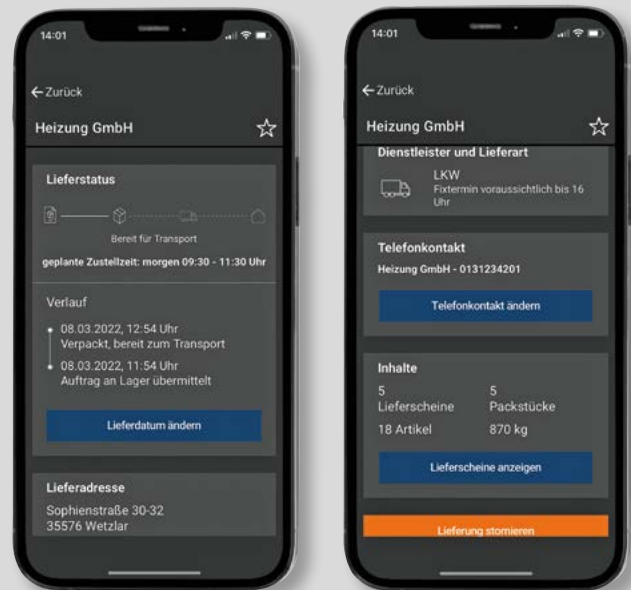 14:01
Zurück
Heizung GmbH
Lieferstatus
Bereit für Transport
geplante Zustellzeit: morgen 09:30 - 11:30 Uhr
Verlauf
08.03.2022, 12:54 Uhr
Verpackt, bereit zum Transport
08.03.2022, 11:54 Uhr
Auftrag an Lager übermittelt
Lieferdatum ändern
Lieferadresse
Sophienstraße 30-32
35576 Wetzlar
14:01
Zurück
Heizung GmbH
Dienstleister und Lieferart
LKW
Fixtermin voraussichtlich bis 16
Uhr
Telefonkontakt
Heizung GmbH - 0131234201
Telefonkontakt ändern
Inhalte
5 5
Lieferscheine Packstücke
18 Artikel 870 kg
Lieferscheine anzeigen
Lieferung stornieren